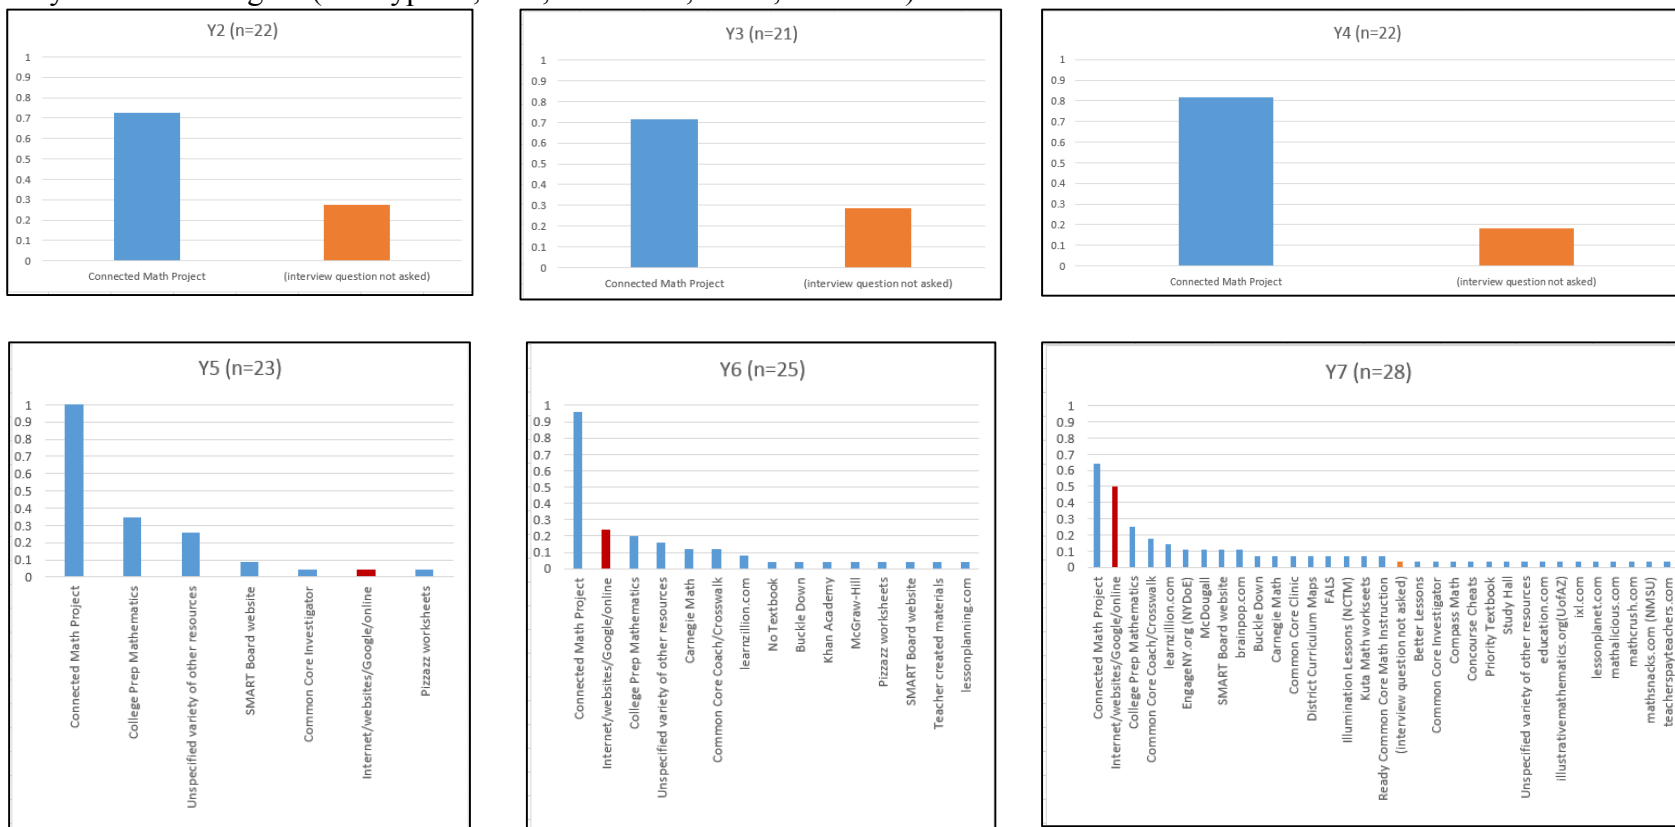 Y2 (n=22)
1
0.9
0.8
0.7
0.6
0.5
0.4
0.3
0.2
0.1
0
Connected Math Project
(interview question not asked)
Y3 (n=21)
1
0.9
0.8
0.7
0.6
0.5
0.4
0.3
0.2
0.1
0
Connected Math Project
(interview question not asked)
Y4 (n=22)
1
0.9
0.8
0.7
0.6
0.5
0.4
0.3
0.2
0.1
0
Connected Math Project
(interview question not asked)
Y5 (n=23)
1
0.9
0.8
0.7
0.6
0.5
0.4
0.3
0.2
0.1
0
Connected Math Project
College Prep Mathematics
Unspecified variety of other resources
SMART Board website
Common Core Investigator
Internet/websites/Google/online
Pizzazz worksheets
Y6 (n=25)
1
0.9
0.8
0.7
0.6
0.5
0.4
0.3
0.2
0.1
0
Connected Math Project
Internet/websites/Google/online
College Prep Mathematics
Unspecified variety of other resources
Carnegie Math
Common Core Coach/Crosswalk
learnzillion.com
No Textbook
Buckle Down
Khan Academy
McGraw-Hill
Pizzazz worksheets
SMART Board website
Teacher created materials
lessonplanning.com
Y7 (n=28)
1
0.9
0.8
0.7
0.6
0.5
0.4
0.3
0.2
0.1
0
Connected Math Project
Internet/websites/Google/online
College Prep Mathematics
Common Core Coach/Crosswalk
learnzillion.com
EngageNY.org (NYDoE)
McDougall
SMART Board website
brainpop.com
Buckle Down
Carnegie Math
Common Core Clinic
District Curriculum Maps
FALS
Illumination Lessons (NCTM)
Kuta Math workseets
Ready Common Core Math Instruction
(interview question not asked)
Better Lessons
Common Core Investigator
Compass Math
Concourse Cheats
Priority Textbook
Study Hall
Unspecified variety of other resources
education.com
illustrativemathematics.org(UofAZ)
ixl.com
lessonplanet.com
mathalicious.com
mathcrush.com
mathsnacks.com (NMSU)
teacherspayteachers.com